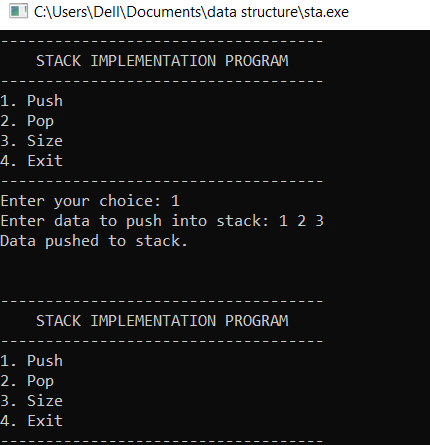 C:\Users\Dell\Documents\data structure\sta.exe
------------------------------------
    STACK IMPLEMENTATION PROGRAM
------------------------------------
1. Push
2. Pop
3. Size
4. Exit
------------------------------------
Enter your choice: 1
Enter data to push into stack: 1 2 3
Data pushed to stack.
------------------------------------
    STACK IMPLEMENTATION PROGRAM
------------------------------------
1. Push
2. Pop
3. Size
4. Exit
------------------------------------